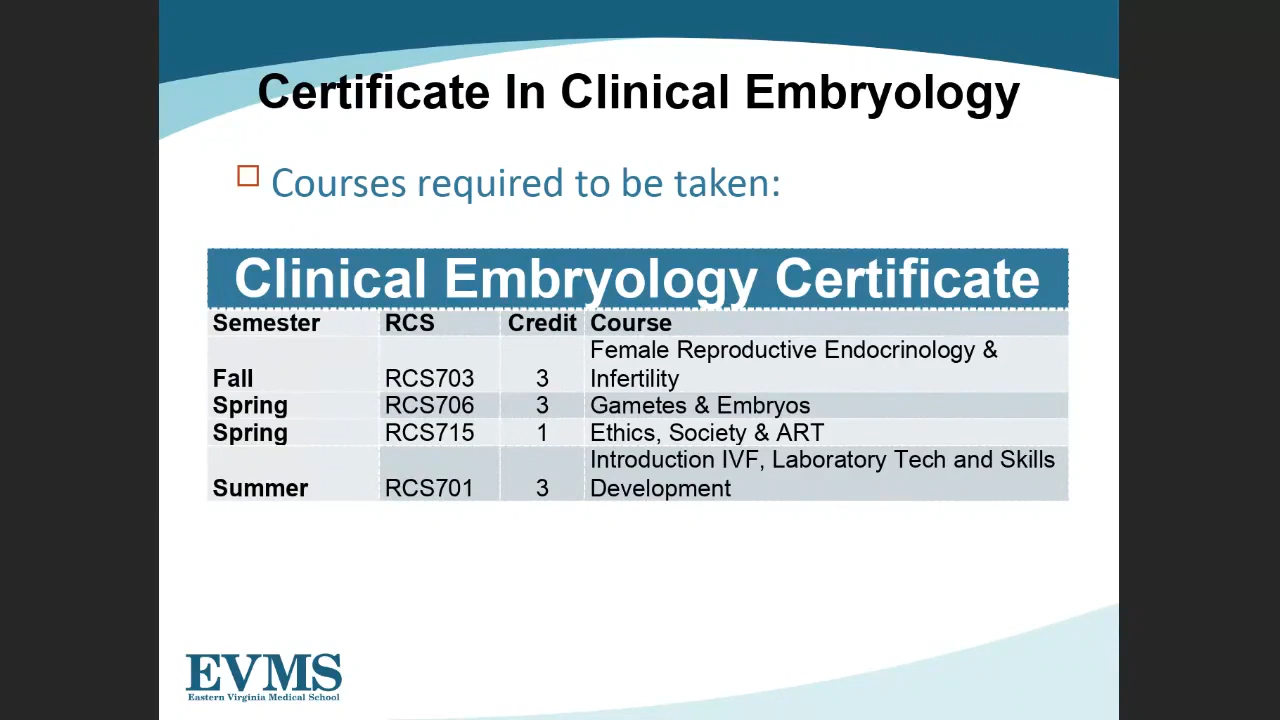 Certificate In Clinical Embryology
Courses required to be taken:
Clinical Embryology Certificate
Semester RCS Credit Course
Fall RCS703 3 Female Reproductive Endocrinology &
Infertility
Spring RCS706 3 Gametes & Embryos
Spring RCS715 1 Ethics, Society & ART
Summer RCS701 3 Introduction IVF, Laboratory Tech and Skills
Development
EVMS
Eastern Virginia Medical School